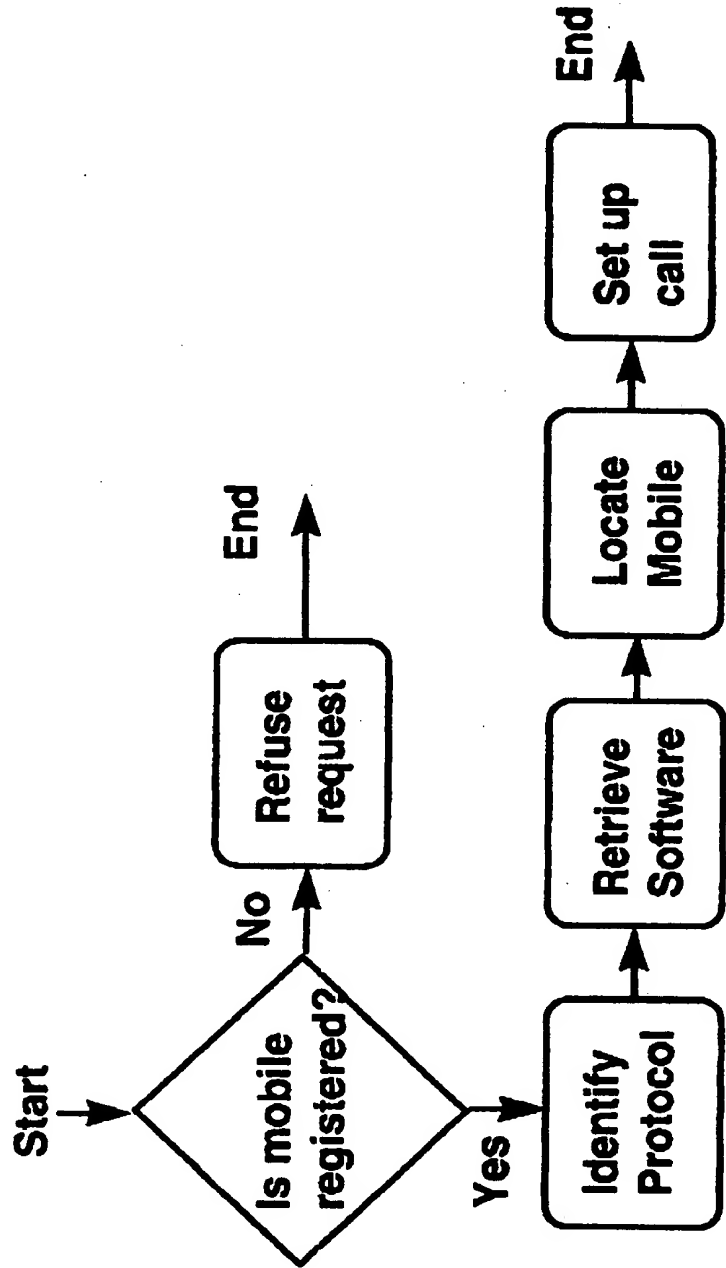 Start
Is mobile
registered?
No
Refuse
request
End
Yes
Identify
Protocol
Retrieve
Software
Locate
Mobile
Set up
call
End